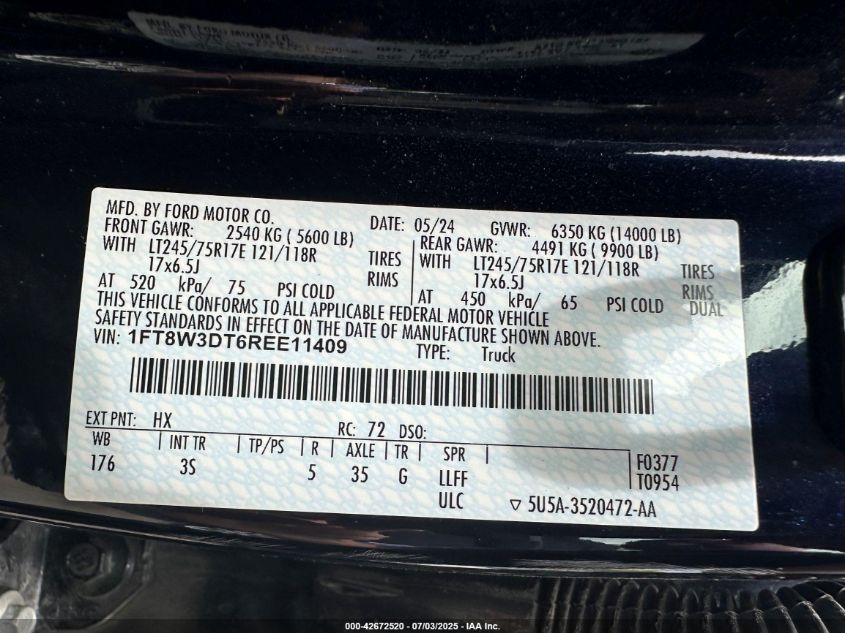 MFD. BY FORD MOTOR CO.
DATE: 05/24 GVWR: 6350 KG (14000 LB)
FRONT GAWR: 2540 KG ( 5600 LB) REAR GAWR: 4491 KG ( 9900 LB)
WITH LT245/75R17E 121/118R TIRES WITH LT245/75R17E 121/118R TIRES
17x6.5J RIMS 17x6.5J RIMS
AT 520 kPa/ 75 PSI COLD AT 450 kPa/ 65 PSI COLD DUAL
THIS VEHICLE CONFORMS TO ALL APPLICABLE FEDERAL MOTOR VEHICLE
SAFETY STANDARDS IN EFFECT ON THE DATE OF MANUFACTURE SHOWN ABOVE.
VIN: 1FT8W3DT6REE11409 TYPE: Truck
EXT PNT: HX RC: 72 DSO:
WB INT TR TP/PS R AXLE TR SPR F0377
176 3S 5 35 G LLFF T0954
ULC ▽ 5U5A-3520472-AA
000-42672520 - 07/03/2025 - IAA Inc.